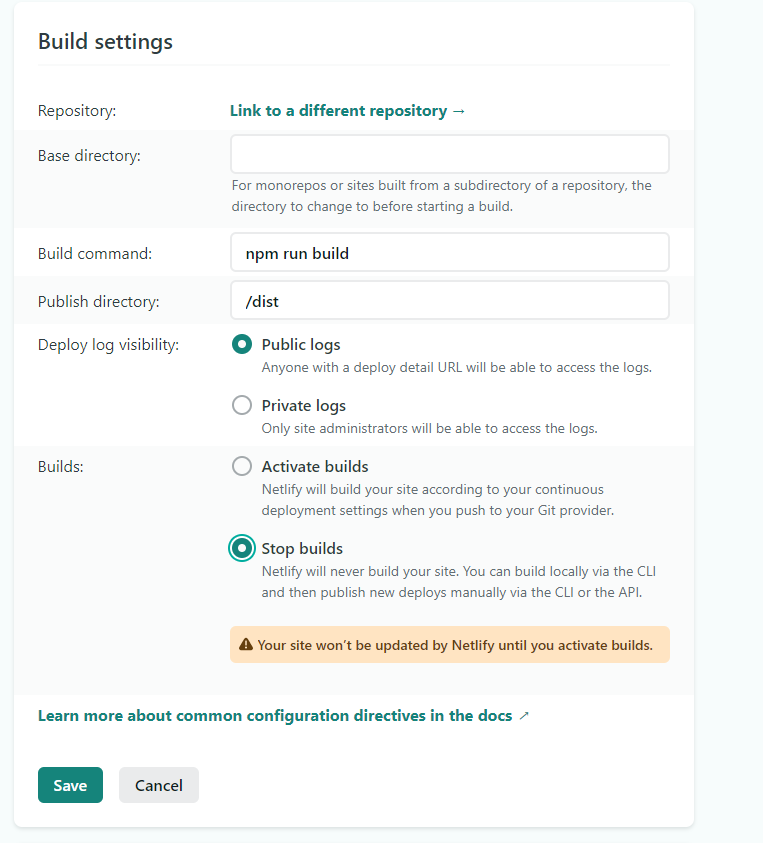 Build settings
Repository:
Link to a different repository →
Base directory:
For monorepos or sites built from a subdirectory of a repository, the
directory to change to before starting a build.
Build command:
npm run build
Publish directory:
/dist
Deploy log visibility:
Public logs
Anyone with a deploy detail URL will be able to access the logs.
Private logs
Only site administrators will be able to access the logs.
Builds:
Activate builds
Netlify will build your site according to your continuous
deployment settings when you push to your Git provider.
Stop builds
Netlify will never build your site. You can build locally via the CLI
and then publish new deploys manually via the CLI or the API.
Your site won’t be updated by Netlify until you activate builds.
Learn more about common configuration directives in the docs ↗
Save
Cancel